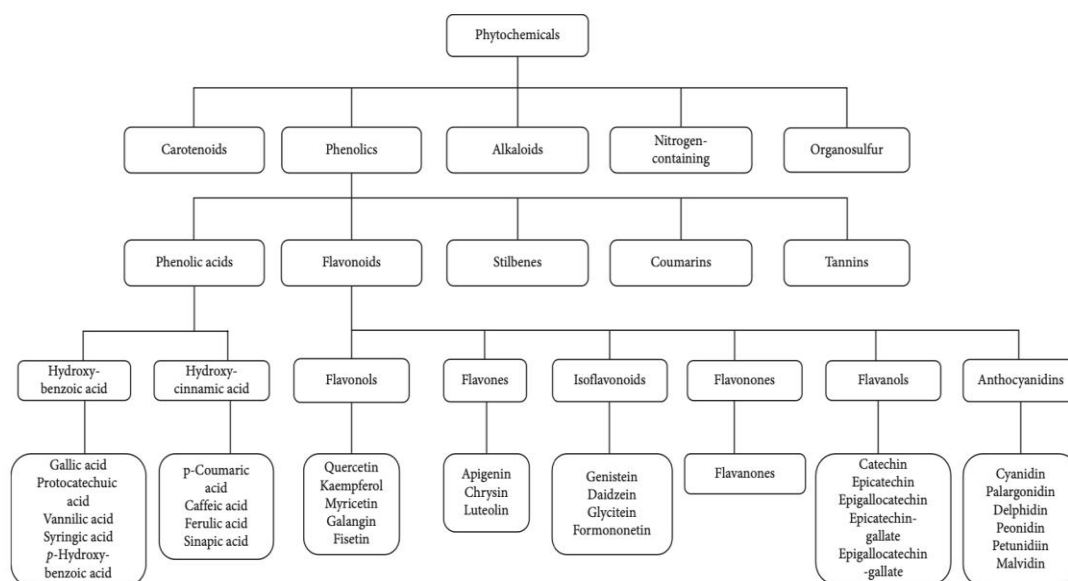 Phytochemicals
Carotenoids
Phenolics
Alkaloids
Nitrogen-
containing
Organosulfur
Phenolic acids
Flavonoids
Stilbenes
Coumarins
Tannins
Hydroxy-
benzoic acid
Hydroxy-
cinnamic acid
Flavonols
Flavones
Isoflavonoids
Flavonones
Flavanols
Anthocyanidins
Gallic acid
Protocatechuic
acid
Vannilic acid
Syringic acid
p-Hydroxy-
benzoic acid
p-Coumaric
acid
Caffeic acid
Ferulic acid
Sinapic acid
Quercetin
Kaempferol
Myricetin
Galangin
Fisetin
Apigenin
Chrysin
Luteolin
Genistein
Daidzein
Glycitein
Formononetin
Flavanones
Catechin
Epicatechin
Epigallocatechin
Epicatechin-
gallate
Epigallocatechin
-gallate
Cyanidin
Palargonidin
Delphidin
Peonidin
Petunidiin
Malvidin